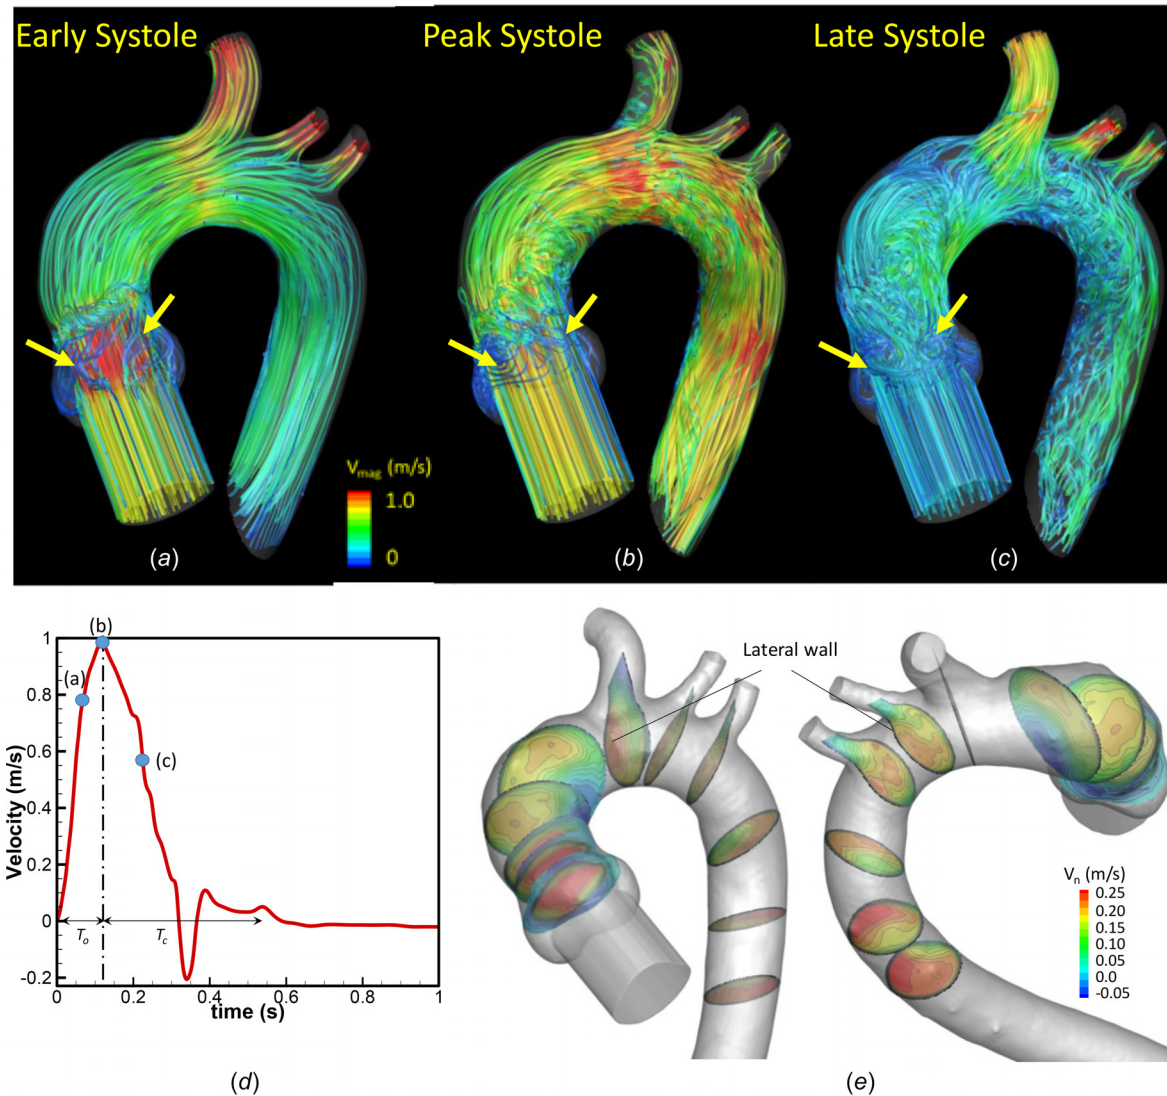 Early Systole
Peak Systole
Late Systole
V mag (m/s)
1.0
0
(a)
(b)
(c)
(b)
1
(a)
0.8
(c)
0.6
0.4
0.2
0
-0.2
Velocity (m/s)
To
Tc
0
0.2
0.4
0.6
0.8
1
time (s)
(d)
Lateral wall
Vn (m/s)
0.25
0.20
0.15
0.10
0.05
0.0
-0.05
(e)